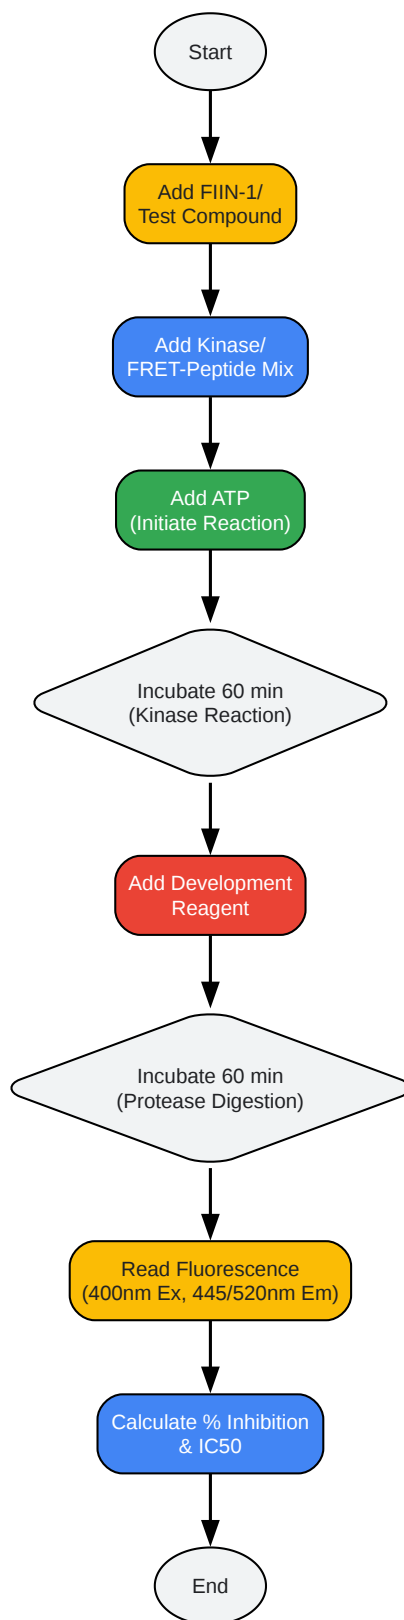 Start
Add FIIN-1/
Test Compound
Add Kinase/
FRET-Peptide Mix
Add ATP
(Initiate Reaction)
Incubate 60 min
(Kinase Reaction)
Add Development
Reagent
Incubate 60 min
(Protease Digestion)
Read Fluorescence
(400nm Ex, 445/520nm Em)
Calculate % Inhibition
& IC50
End